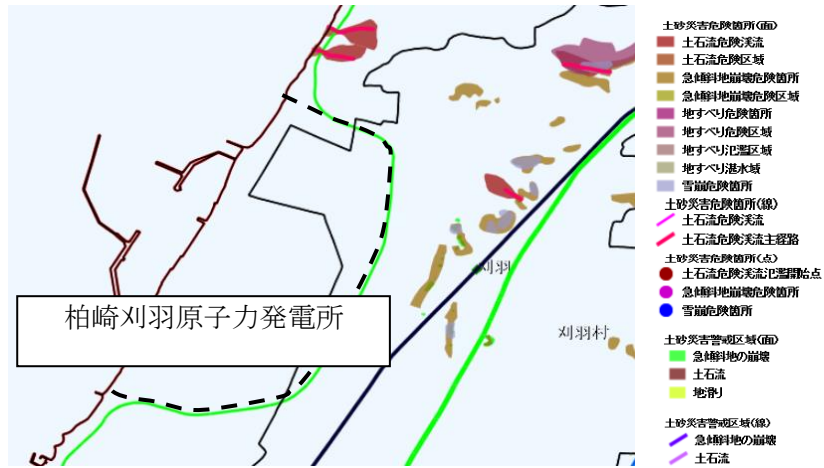 柏崎刈羽原子力発電所
刈羽
刈羽村
土砂災害危険箇所(面)
土石流危険渓流
土石流危険区域
急傾斜地崩壊危険箇所
急傾斜地崩壊危険区域
地すべり危険箇所
地すべり危険区域
地すべり氾濫区域
地すべり湛水域
雪崩危険箇所
土砂災害危険箇所(線)
土石流危険渓流
土石流危険渓流主経路
土砂災害危険箇所(点)
土石流危険渓流氾濫開始点
急傾斜地崩壊危険箇所
雪崩危険箇所
土砂災害警戒区域(面)
急傾斜地の崩壊
土石流
地滑り
土砂災害警戒区域(線)
急傾斜地の崩壊
土石流